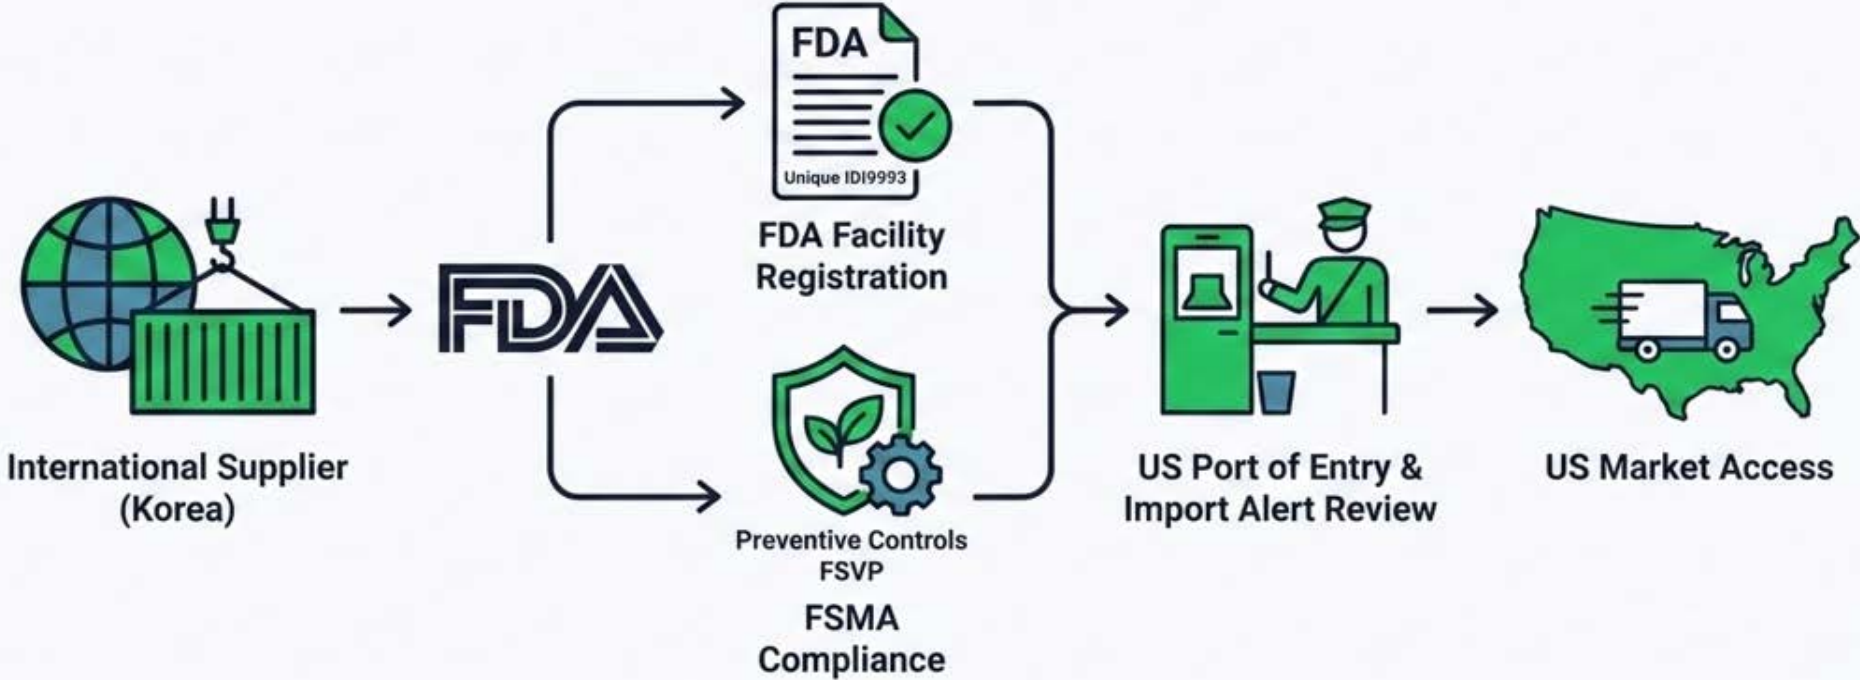 International Supplier
(Korea)
FDA
FDA
Unique IDI9993
FDA Facility
Registration
Preventive Controls
FSVP
FSMA
Compliance
US Port of Entry &
Import Alert Review
US Market Access